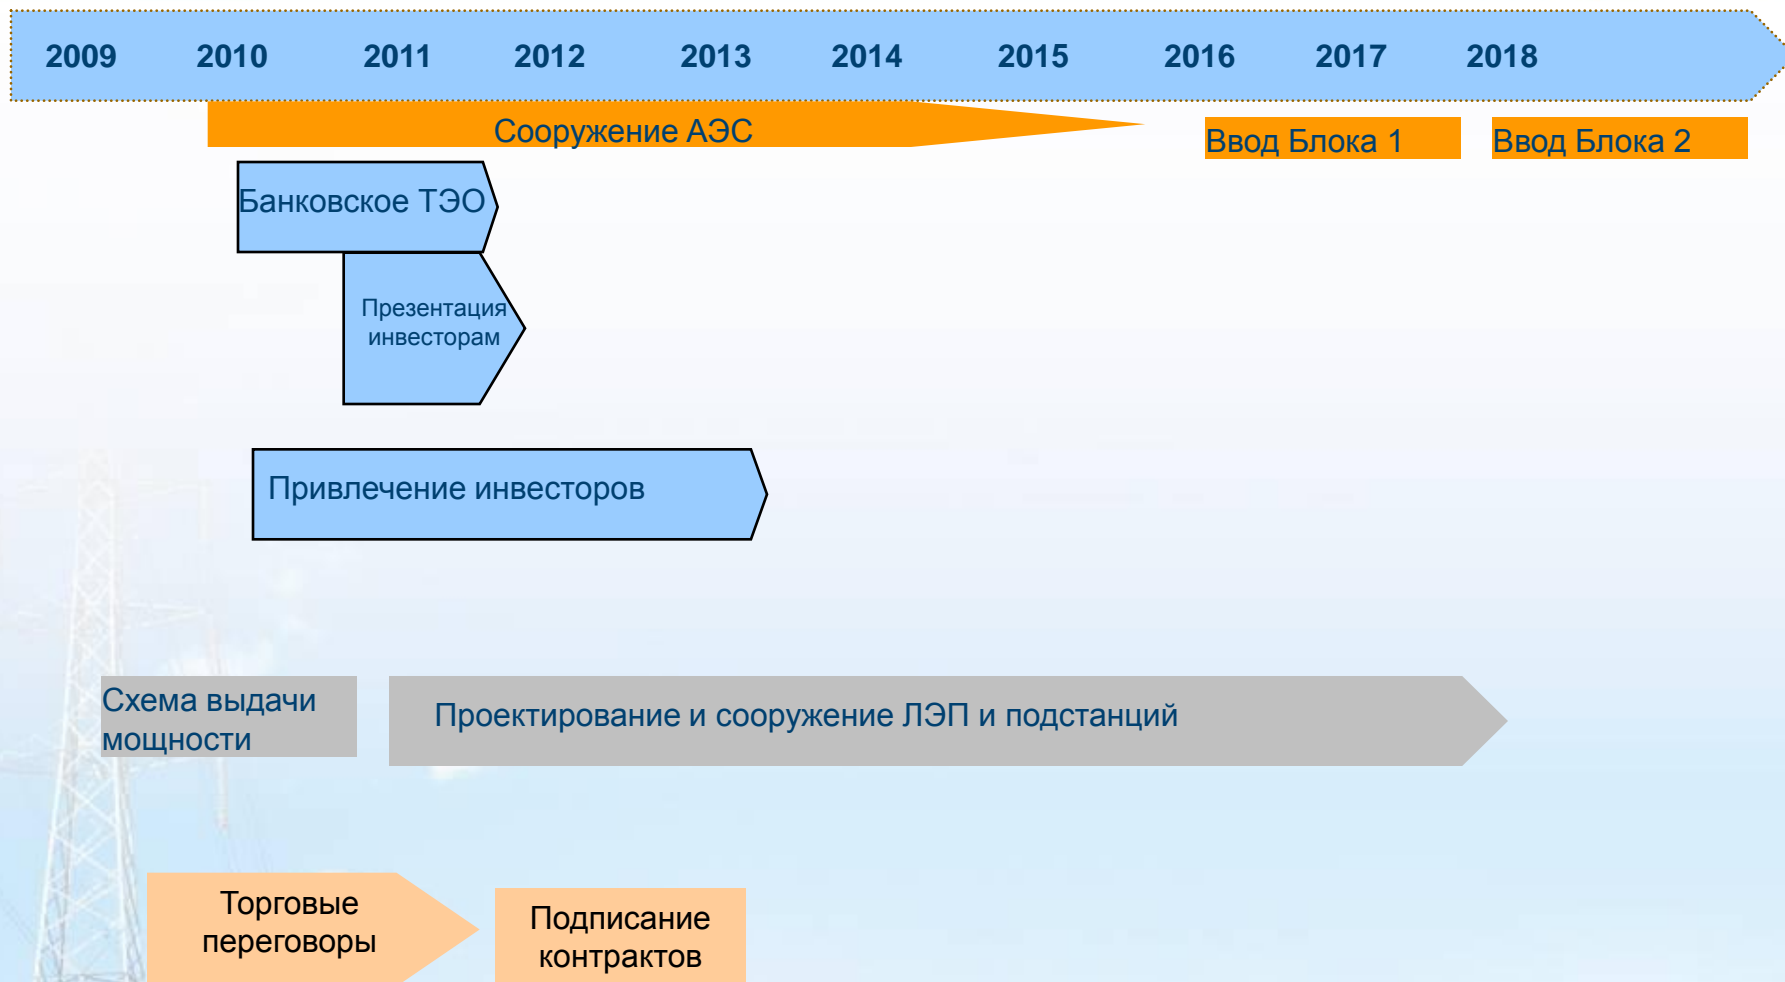 2009 2010 2011 2012 2013 2014 2015 2016 2017 2018
Сооружение АЭС
Ввод Блока 1
Ввод Блока 2
Банковское ТЭО
Презентация
инвесторам
Привлечение инвесторов
Схема выдачи
мощности
Проектирование и сооружение ЛЭП и подстанций
Торговые
переговоры
Подписание
контрактов